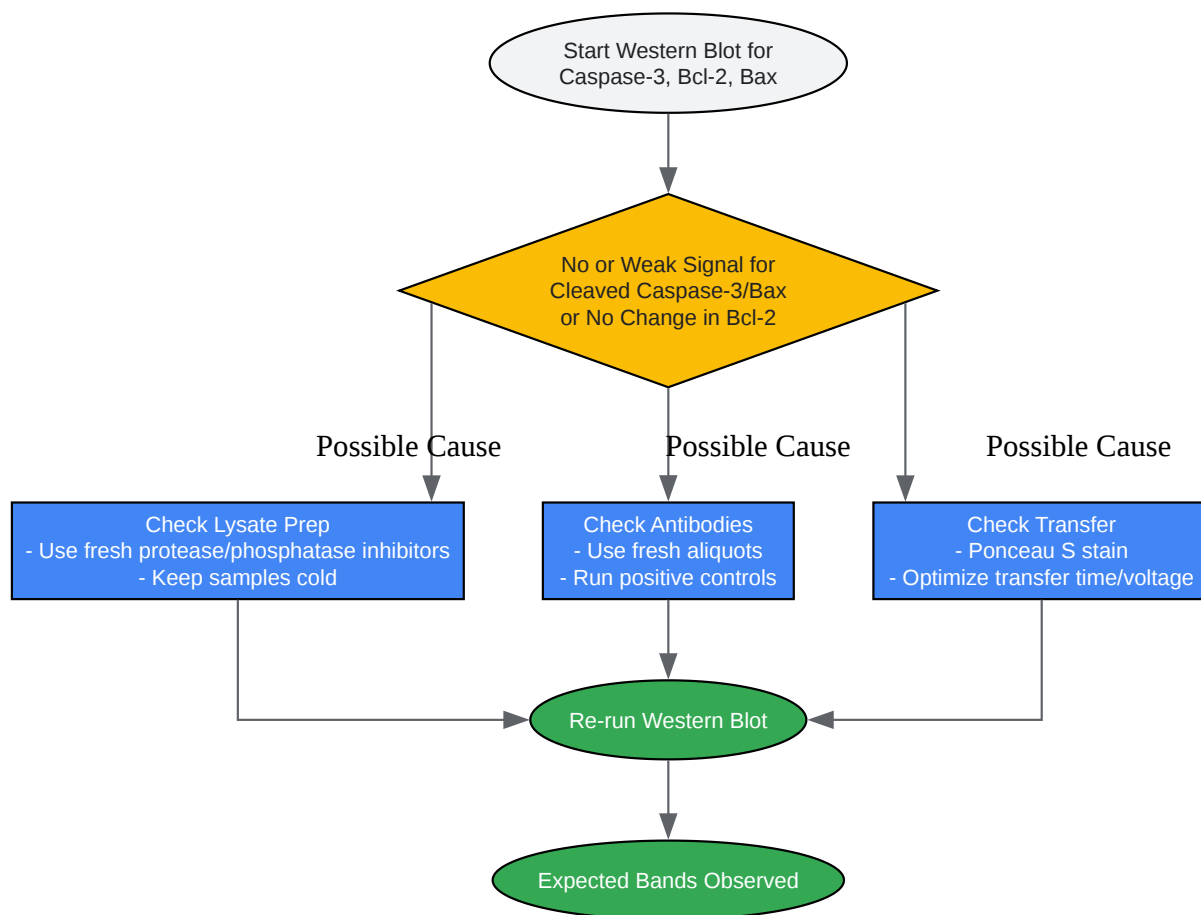 Start Western Blot for
Caspase-3, Bcl-2, Bax
No or Weak Signal for
Cleaved Caspase-3/Bax
or No Change in Bcl-2
Possible Cause
Possible Cause
Possible Cause
Check Lysate Prep
- Use fresh protease/phosphatase inhibitors
- Keep samples cold
Check Antibodies
- Use fresh aliquots
- Run positive controls
Check Transfer
- Ponceau S stain
- Optimize transfer time/voltage
Re-run Western Blot
Expected Bands Observed